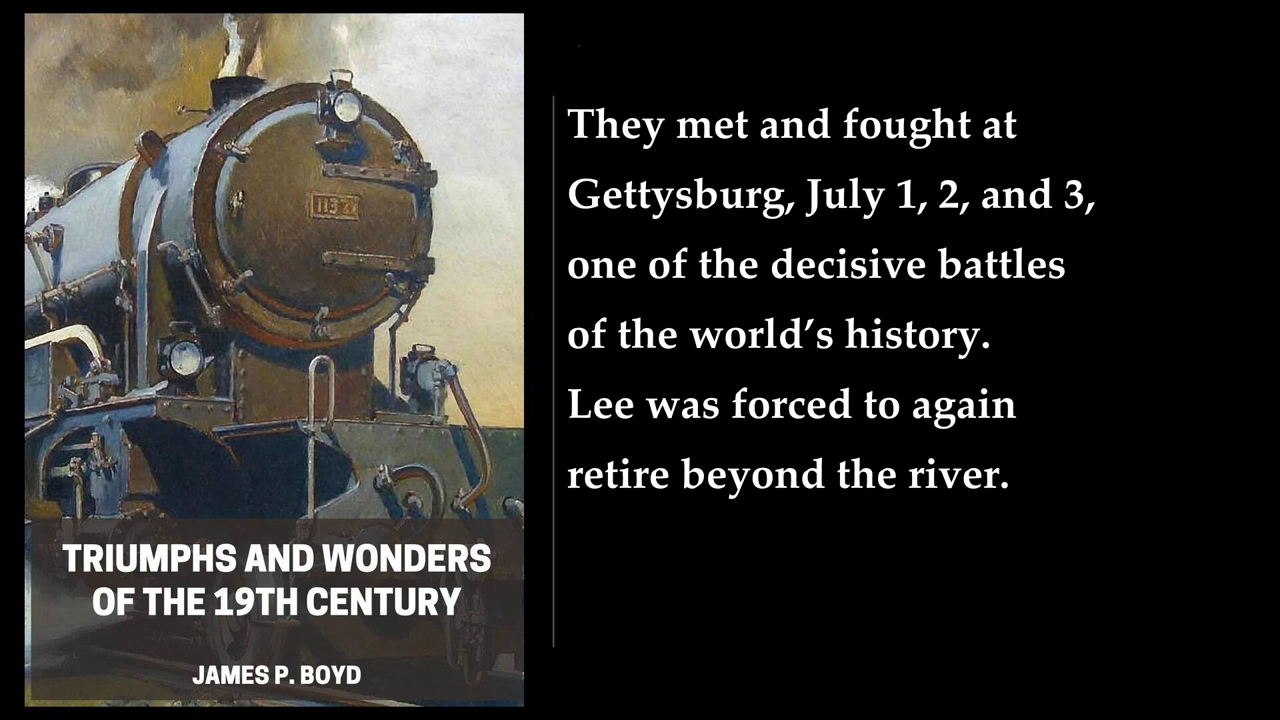 They met and fought at
Gettysburg, July 1, 2, and 3,
one of the decisive battles
of the world’s history.
Lee was forced to again
retire beyond the river.
TRIUMPHS AND WONDERS
OF THE 19TH CENTURY
JAMES P. BOYD